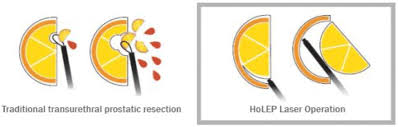 Traditional transurethral prostatic resection
HoLEP Laser Operation